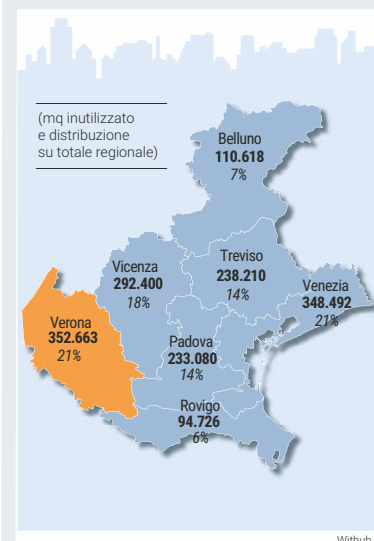 (mq inutilizzato
e distribuzione
su totale regionale)
Belluno
110.618
7%
Treviso
238.210
14%
Vicenza
292.400
18%
Venezia
348.492
21%
Verona
352.663
21%
Padova
233.080
14%
Rovigo
94.726
6%
Withub